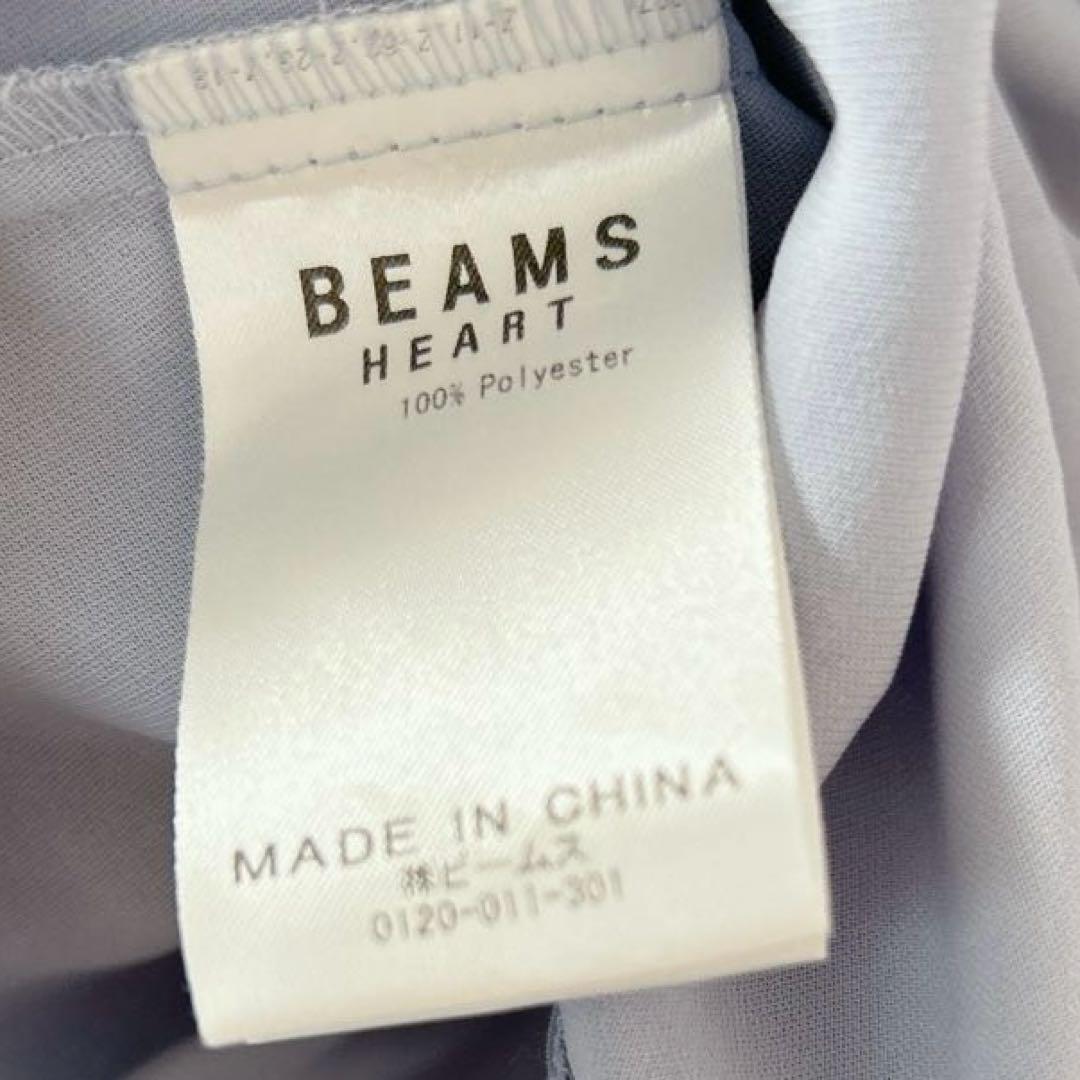 BEAMS
HEART
100% Polyester
MADE IN CHINA
㈱ビームス
0120-011-301